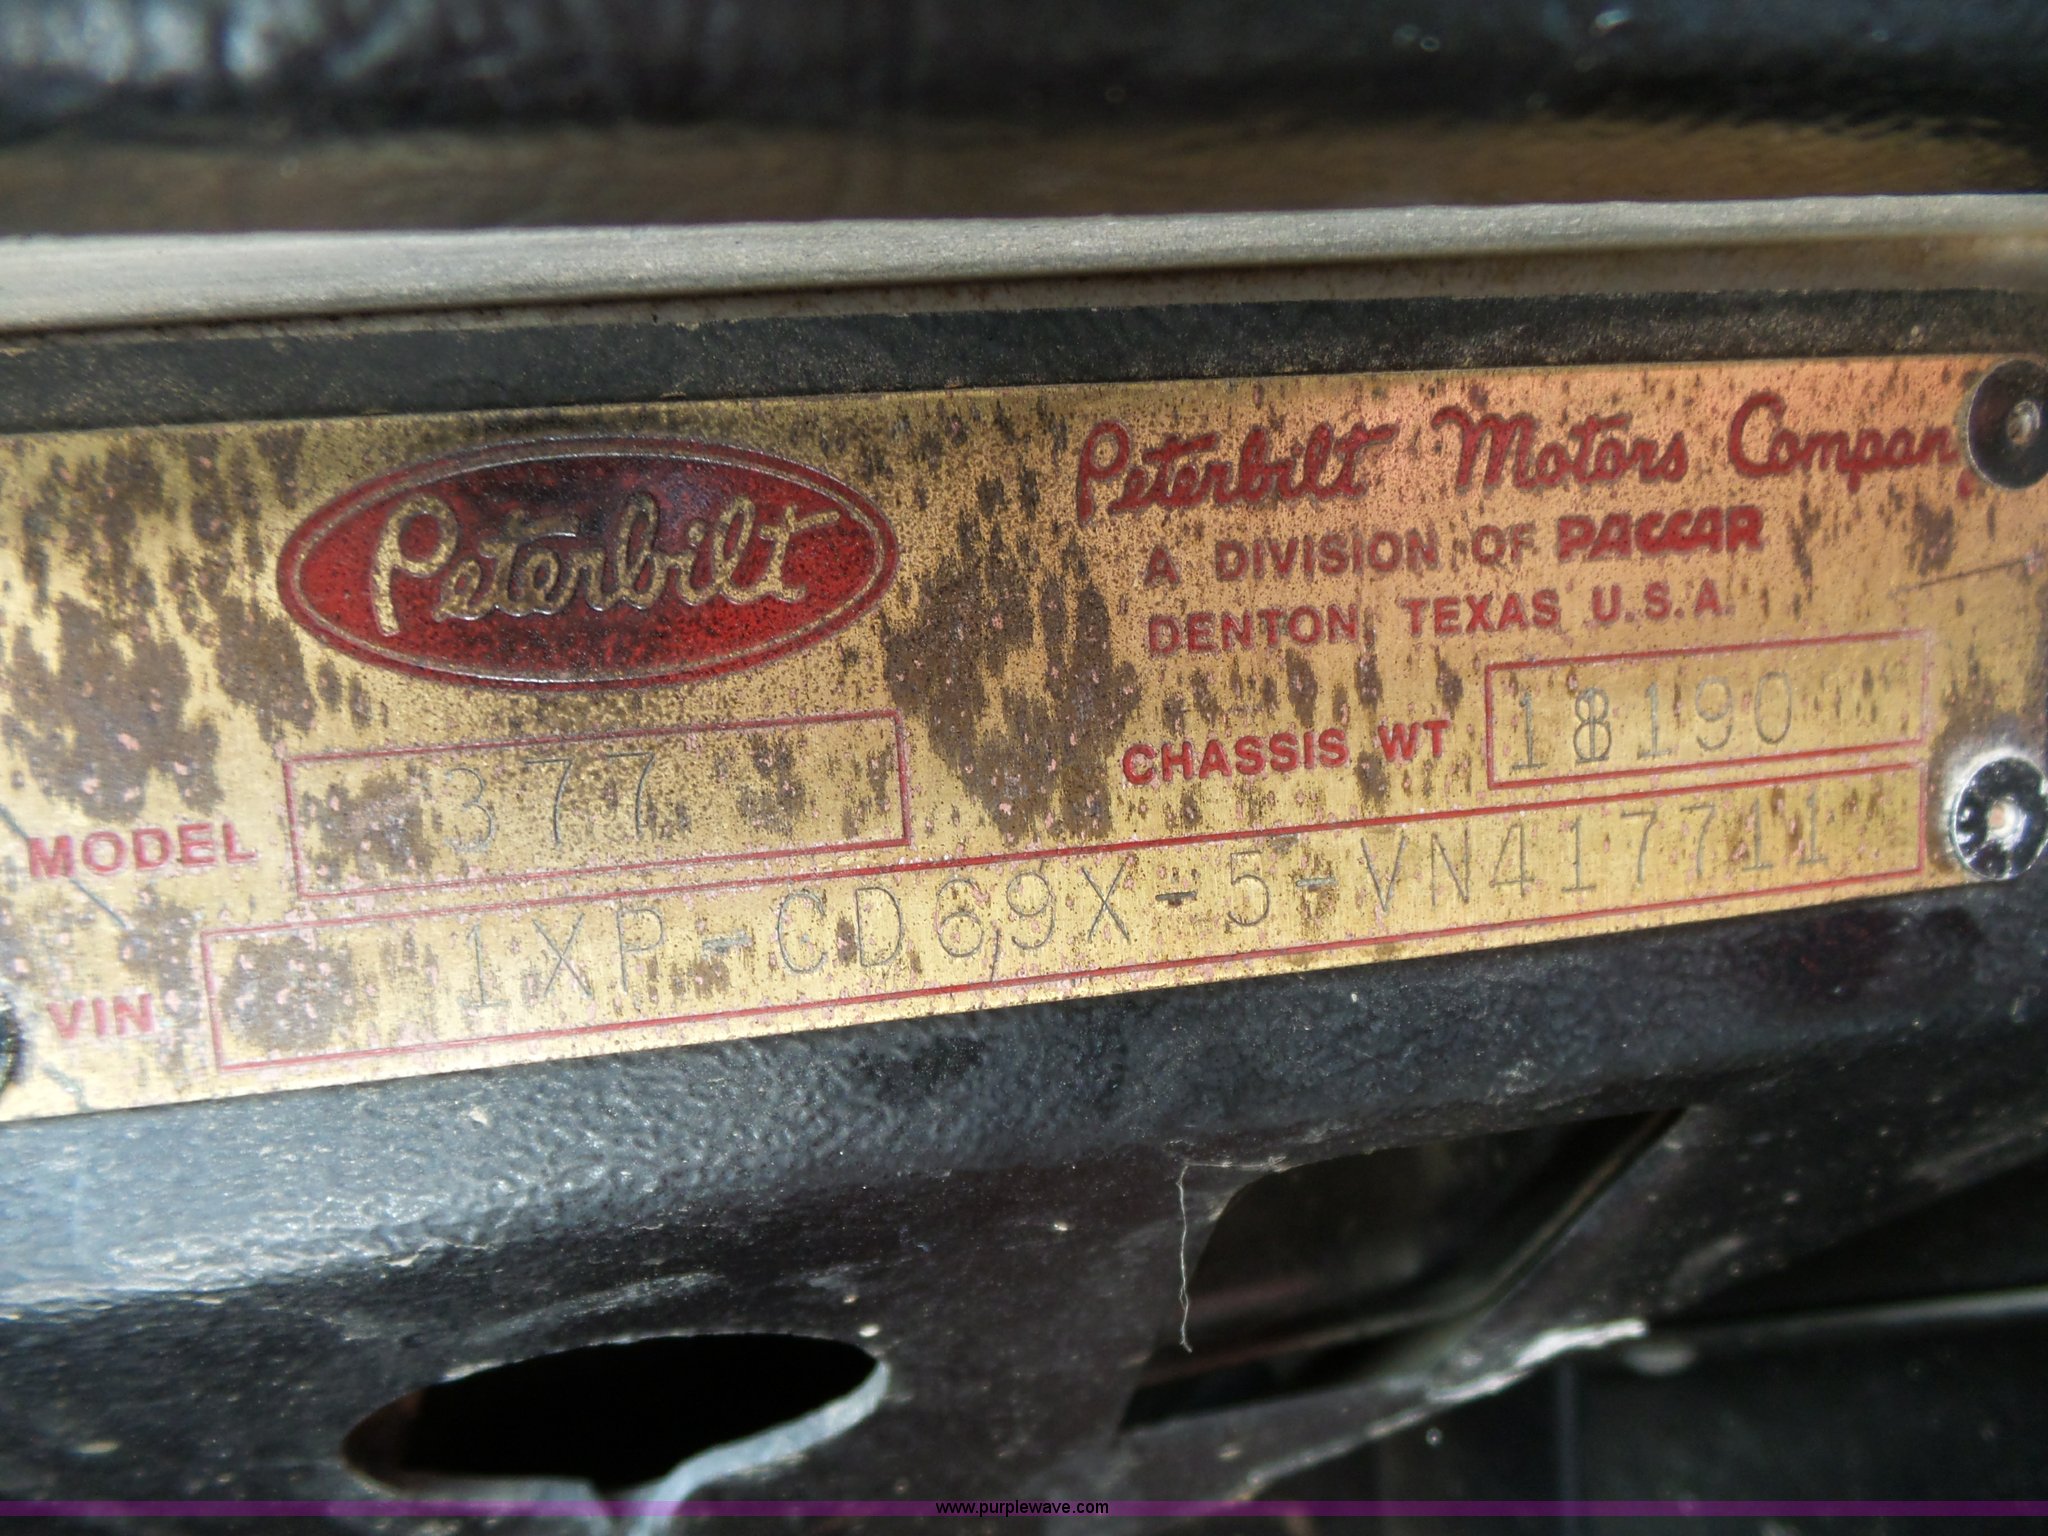 Peterbilt
Peterbilt Motors Company
A DIVISION OF PACCAR
DENTON, TEXAS U.S.A.
CHASSIS WT 18190
MODEL 377
VIN 1XP-CD69X-5-VN417711
www.purplewave.com